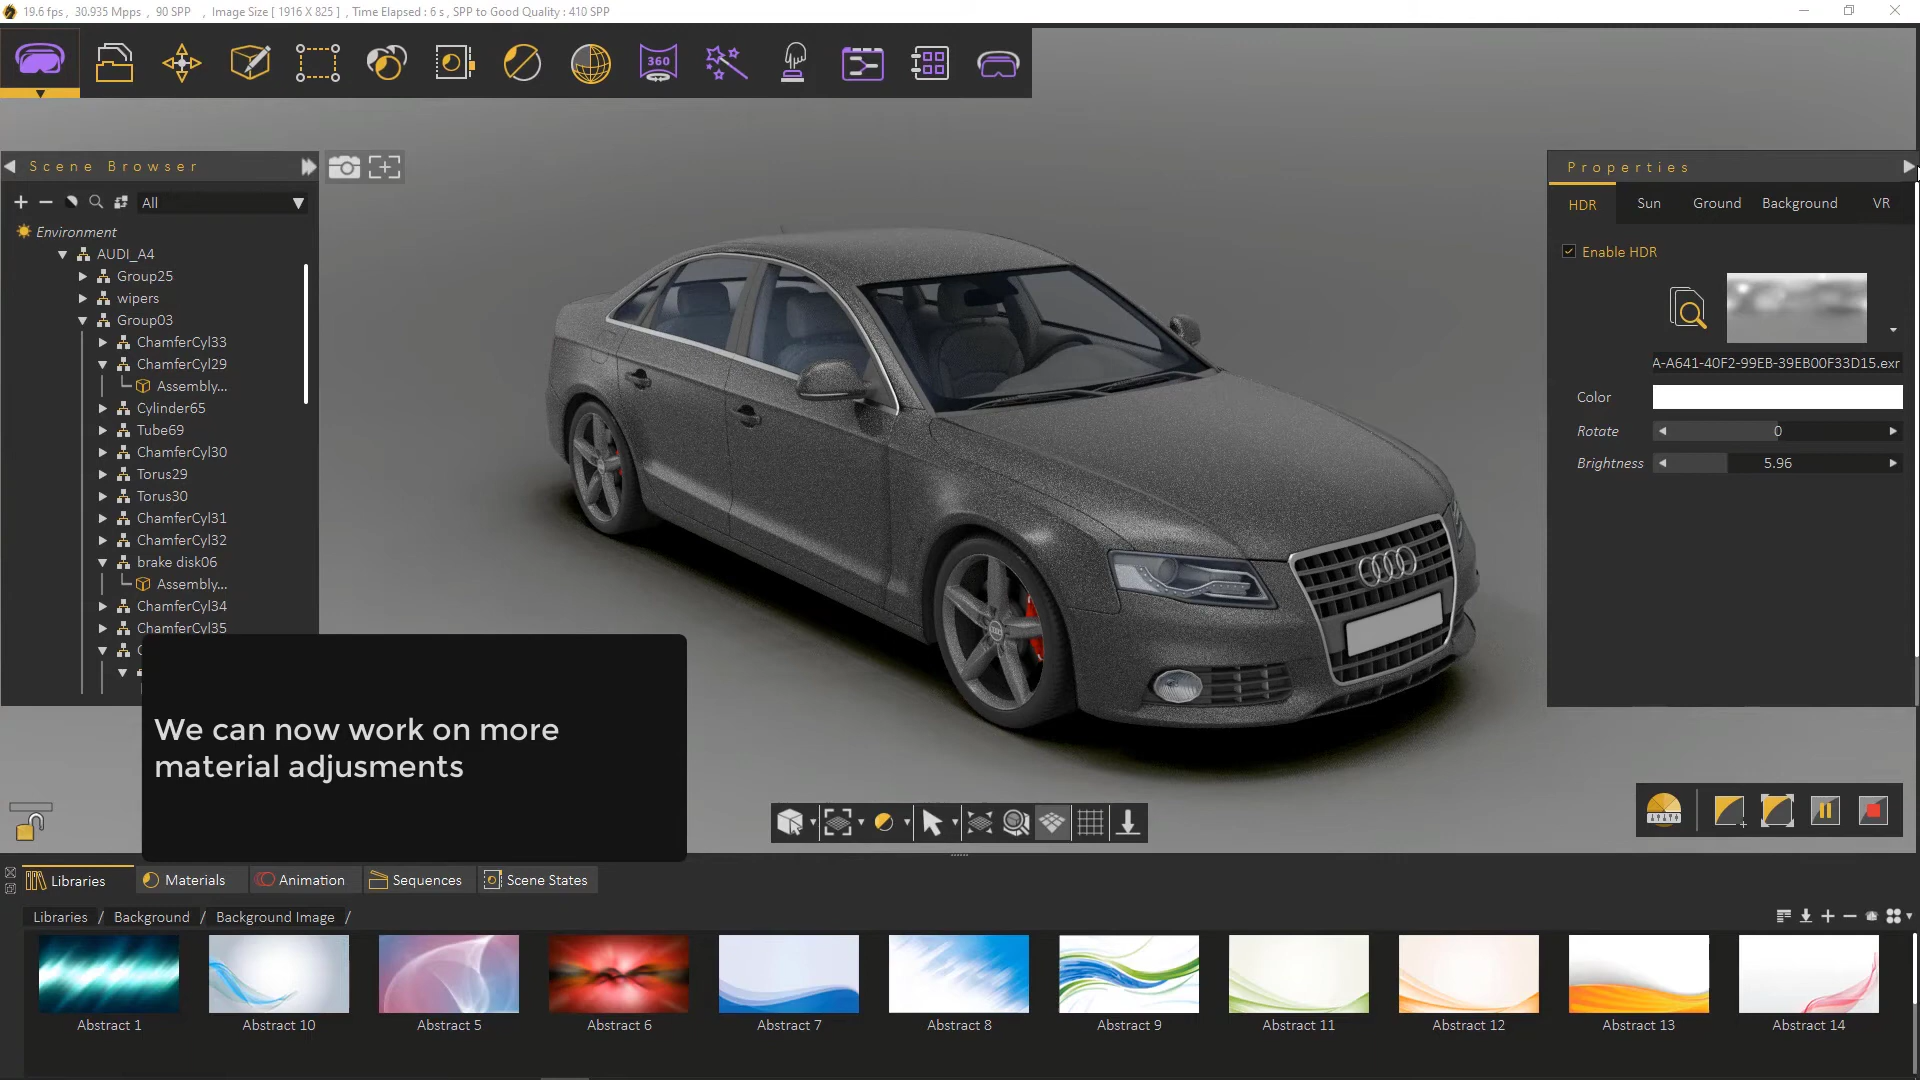 19.6 fps , 30.935 Mpps , 90 SPP , Image Size [ 1916 X 825 ] , Time Elapsed : 6 s , SPP to Good Quality : 410 SPP
360
Scene Browser
All
Environment
AUDI_A4
Group25
wipers
Group03
ChamferCyl33
ChamferCyl29
Assembly...
Cylinder65
Tube69
ChamferCyl30
Torus29
Torus30
ChamferCyl31
ChamferCyl32
brake disk06
Assembly...
ChamferCyl34
ChamferCyl35
We can now work on more
material adjusments
Properties
HDR Sun Ground Background VR
Enable HDR
A-A641-40F2-99EB-39EB00F33D15.exr
Color
Rotate 0
Brightness 5.96
Libraries Materials Animation Sequences Scene States
Libraries / Background / Background Image /
Abstract 1 Abstract 10 Abstract 5 Abstract 6 Abstract 7 Abstract 8 Abstract 9 Abstract 11 Abstract 12 Abstract 13 Abstract 14